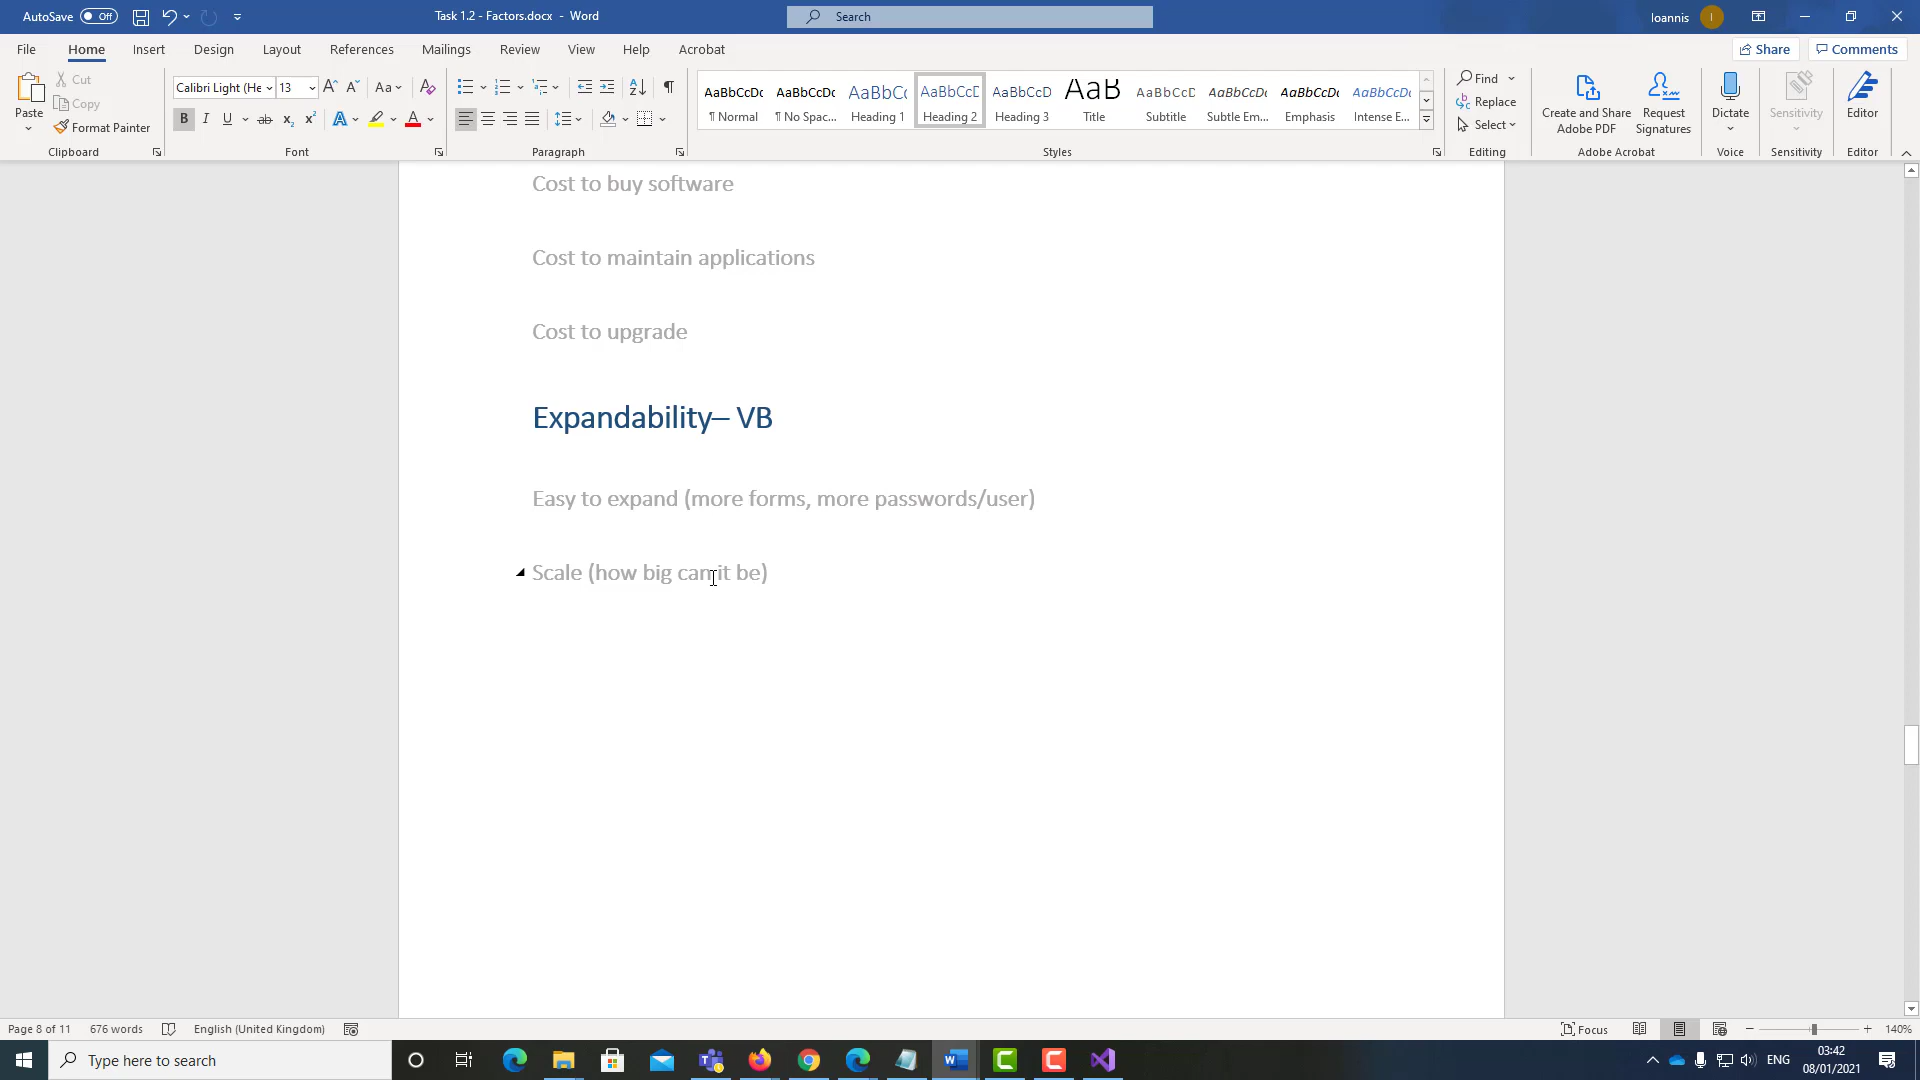 AutoSave Off Task 1.2 - Factors.docx - Word Search Ioannis I
File Home Insert Design Layout References Mailings Review View Help Acrobat Share Comments
Paste
Cut
Copy
Format Painter
Clipboard
Calibri Light (He 13
Font
Paragraph
AaBbCcDc AaBbCcDc AaBbCc AaBbCcD AaBbCcD AaB AaBbCcD AaBbCcDc AaBbCcDc AaBbCcDc
¶ Normal ¶ No Spac... Heading 1 Heading 2 Heading 3 Title Subtitle Subtle Em... Emphasis Intense E...
Styles
Find
Replace
Select
Editing
Create and Share Adobe PDF
Request Signatures
Adobe Acrobat
Dictate
Voice
Sensitivity
Sensitivity
Editor
Editor
Cost to buy software
Cost to maintain applications
Cost to upgrade
Expandability– VB
Easy to expand (more forms, more passwords/user)
Scale (how big can it be)
Page 8 of 11 676 words English (United Kingdom) Focus 140%
Type here to search ENG 03:42
08/01/2021